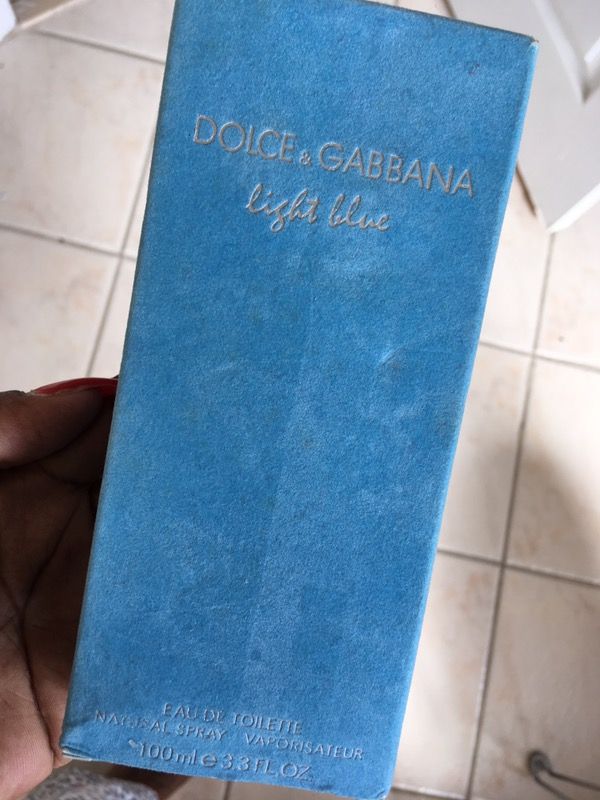 DOLCE & GABBANA
light blue
EAU DE TOILETTE
NATURAL SPRAY VAPORISATEUR
100ml e 3.3 FL.OZ.